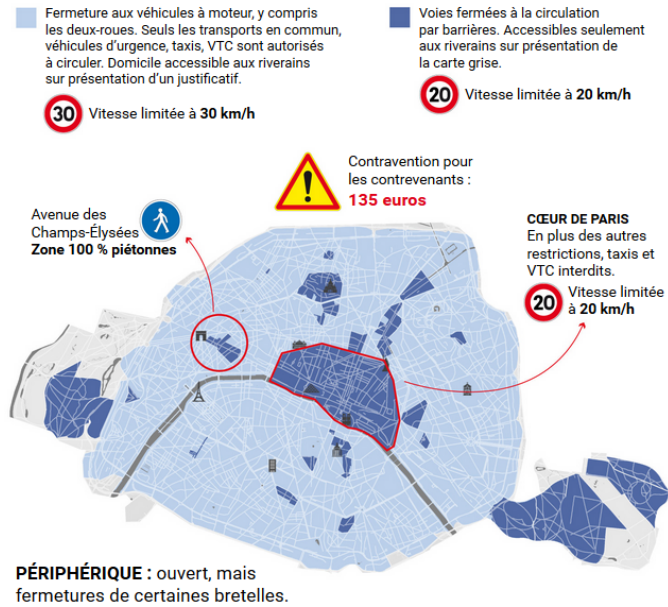 Fermeture aux véhicules à moteur, y compris
les deux-roues. Seuls les transports en commun,
véhicules d'urgence, taxis, VTC sont autorisés
à circuler. Domicile accessible aux riverains
sur présentation d'un justificatif.
30 Vitesse limitée à 30 km/h
Voies fermées à la circulation
par barrières. Accessibles seulement
aux riverains sur présentation de
la carte grise.
20 Vitesse limitée à 20 km/h
Contravention pour
les contrevenants :
135 euros
Avenue des
Champs-Élysées
Zone 100 % piétonnes
CŒUR DE PARIS
En plus des autres
restrictions, taxis et
VTC interdits.
20 Vitesse limitée
à 20 km/h
PÉRIPHÉRIQUE : ouvert, mais
fermetures de certaines bretelles.